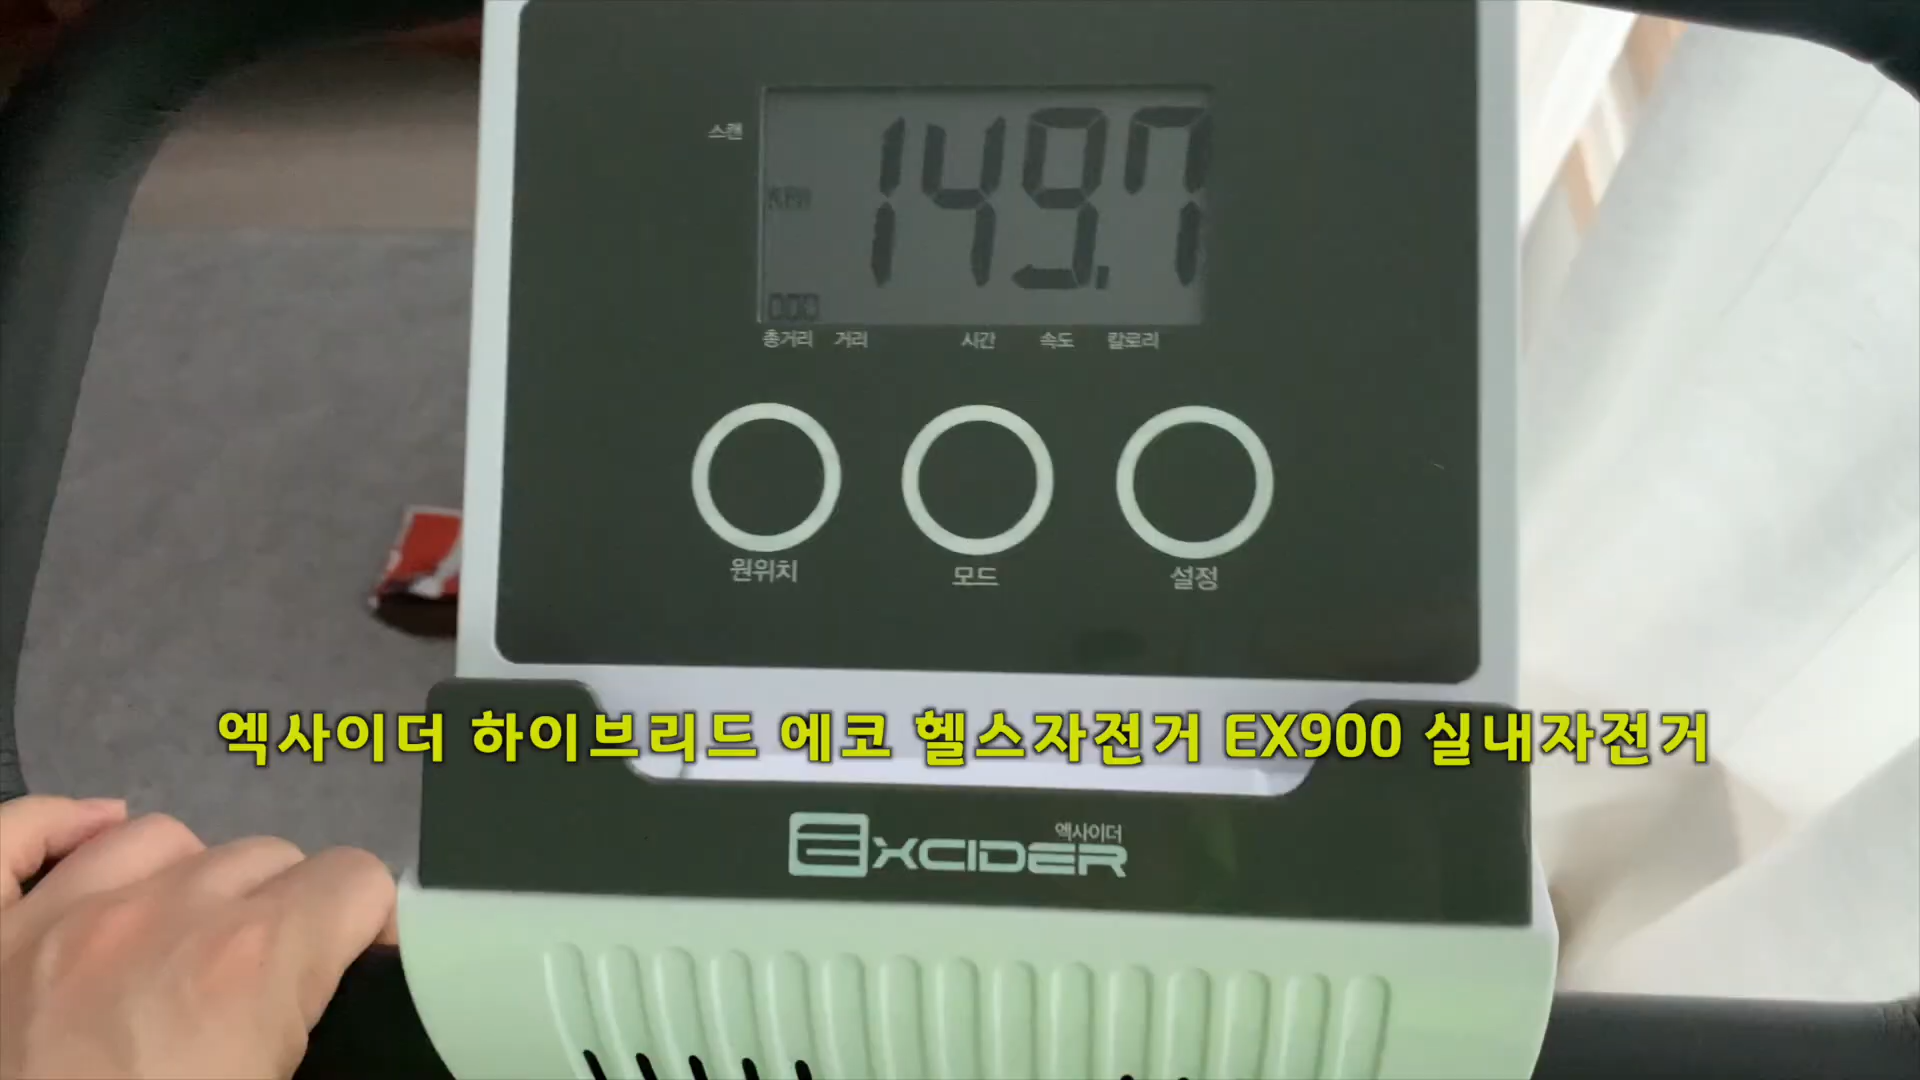 스캔
149.7
RPM
총거리 거리 시간 속도 칼로리
원위치 모드 설정
엑사이더 하이브리드 에코 헬스자전거 EX900 실내자전거
엑사이더
EXCIDER